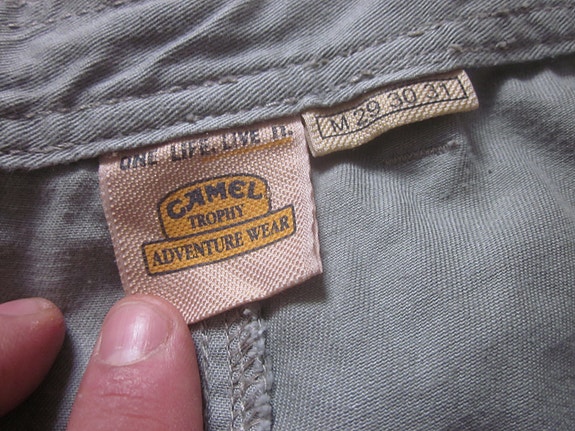 ONE LIFE. LIVE IT.
CAMEL
TROPHY
ADVENTURE WEAR
M 29 30 31